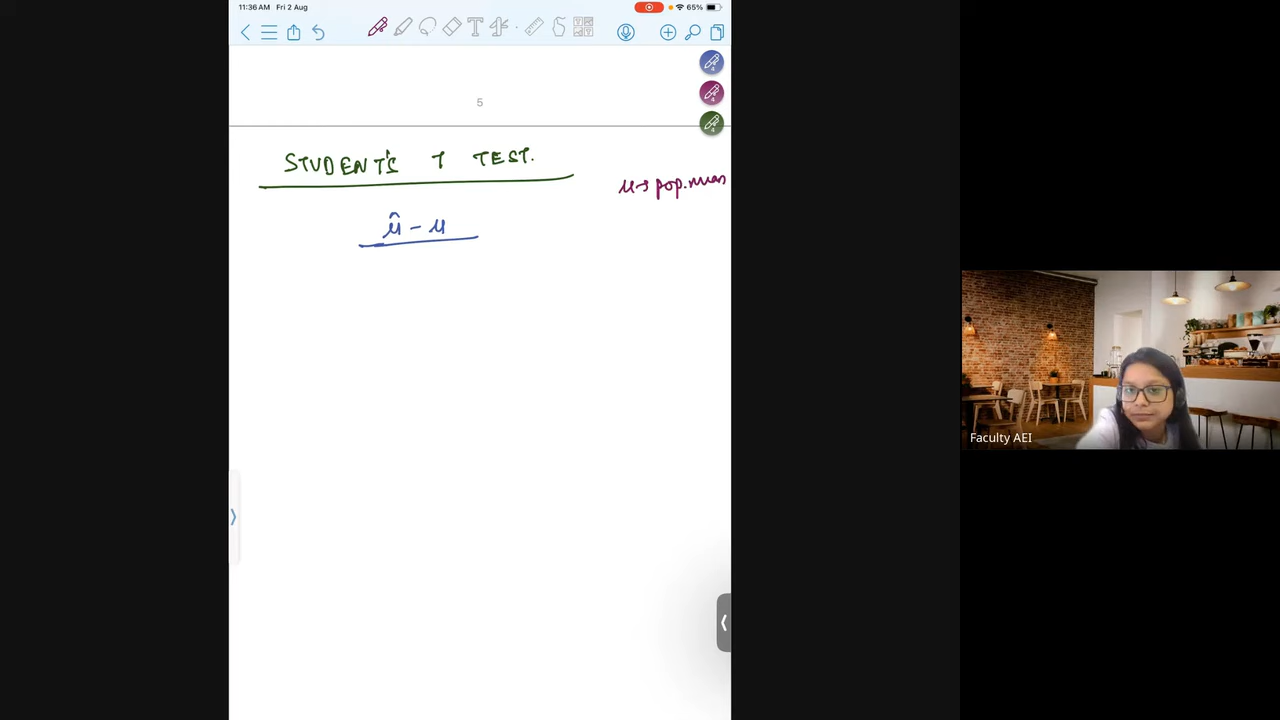 11:36 AM Fri 2 Aug
65%
5
STUDENT'S T TEST.
μ→ pop.mean
μ̂ - μ
Faculty AEI